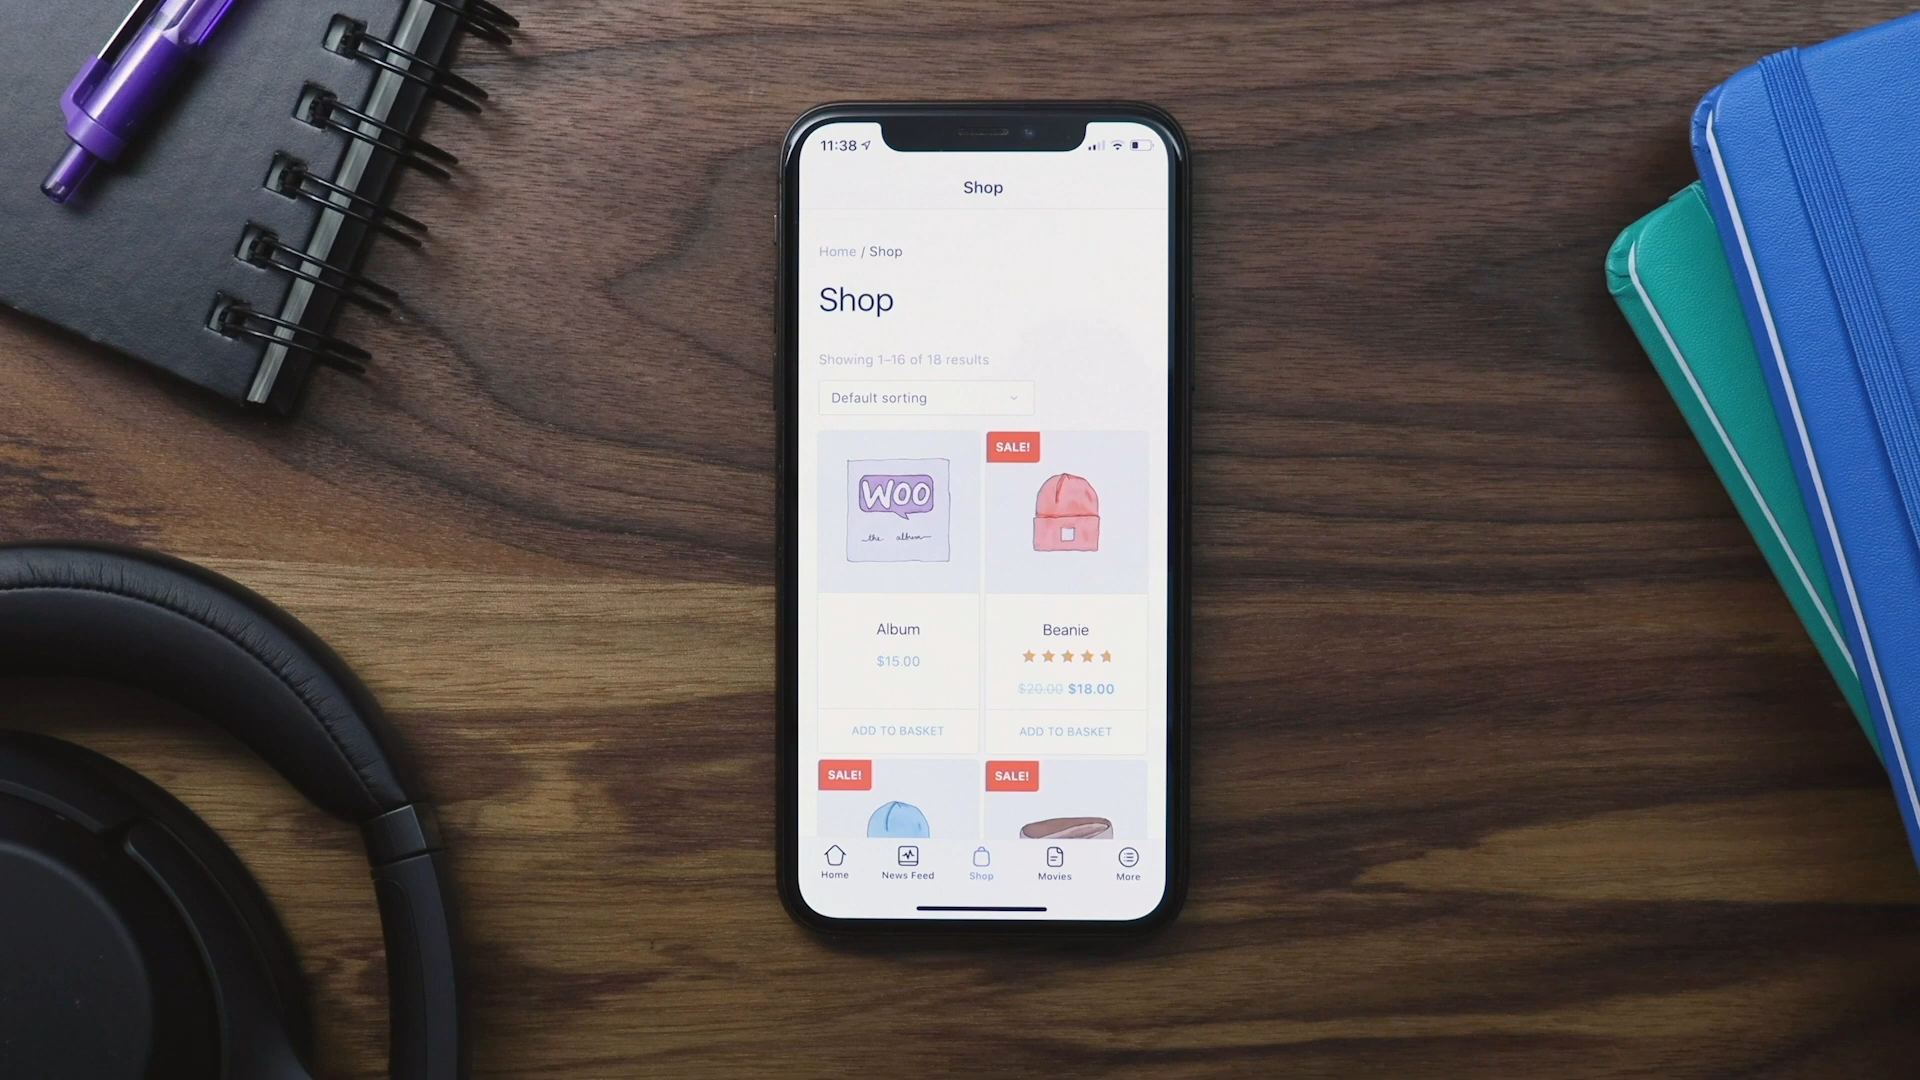 11:38
Shop
Home / Shop
Shop
Showing 1–16 of 18 results
Default sorting
SALE!
WOO
the album
Album
Beanie
$15.00
$20.00 $18.00
ADD TO BASKET
ADD TO BASKET
SALE!
SALE!
Home
News Feed
Shop
Movies
More